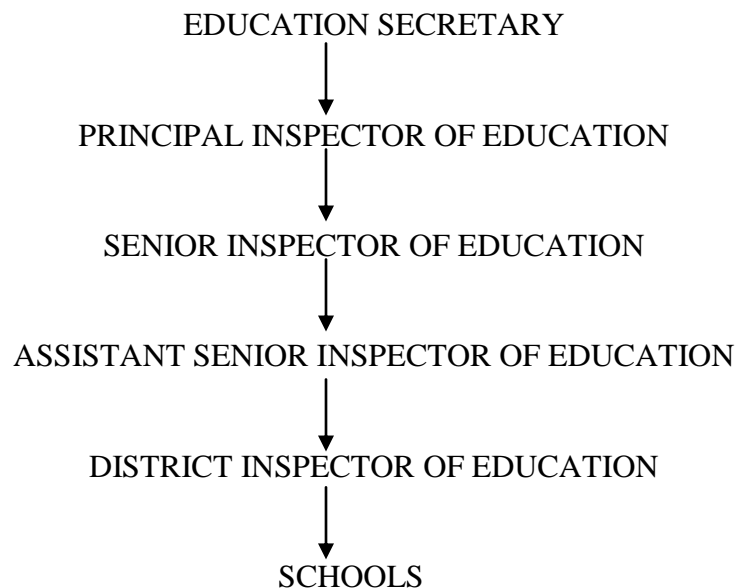 EDUCATION SECRETARY
PRINCIPAL INSPECTOR OF EDUCATION
SENIOR INSPECTOR OF EDUCATION
ASSISTANT SENIOR INSPECTOR OF EDUCATION
DISTRICT INSPECTOR OF EDUCATION
SCHOOLS